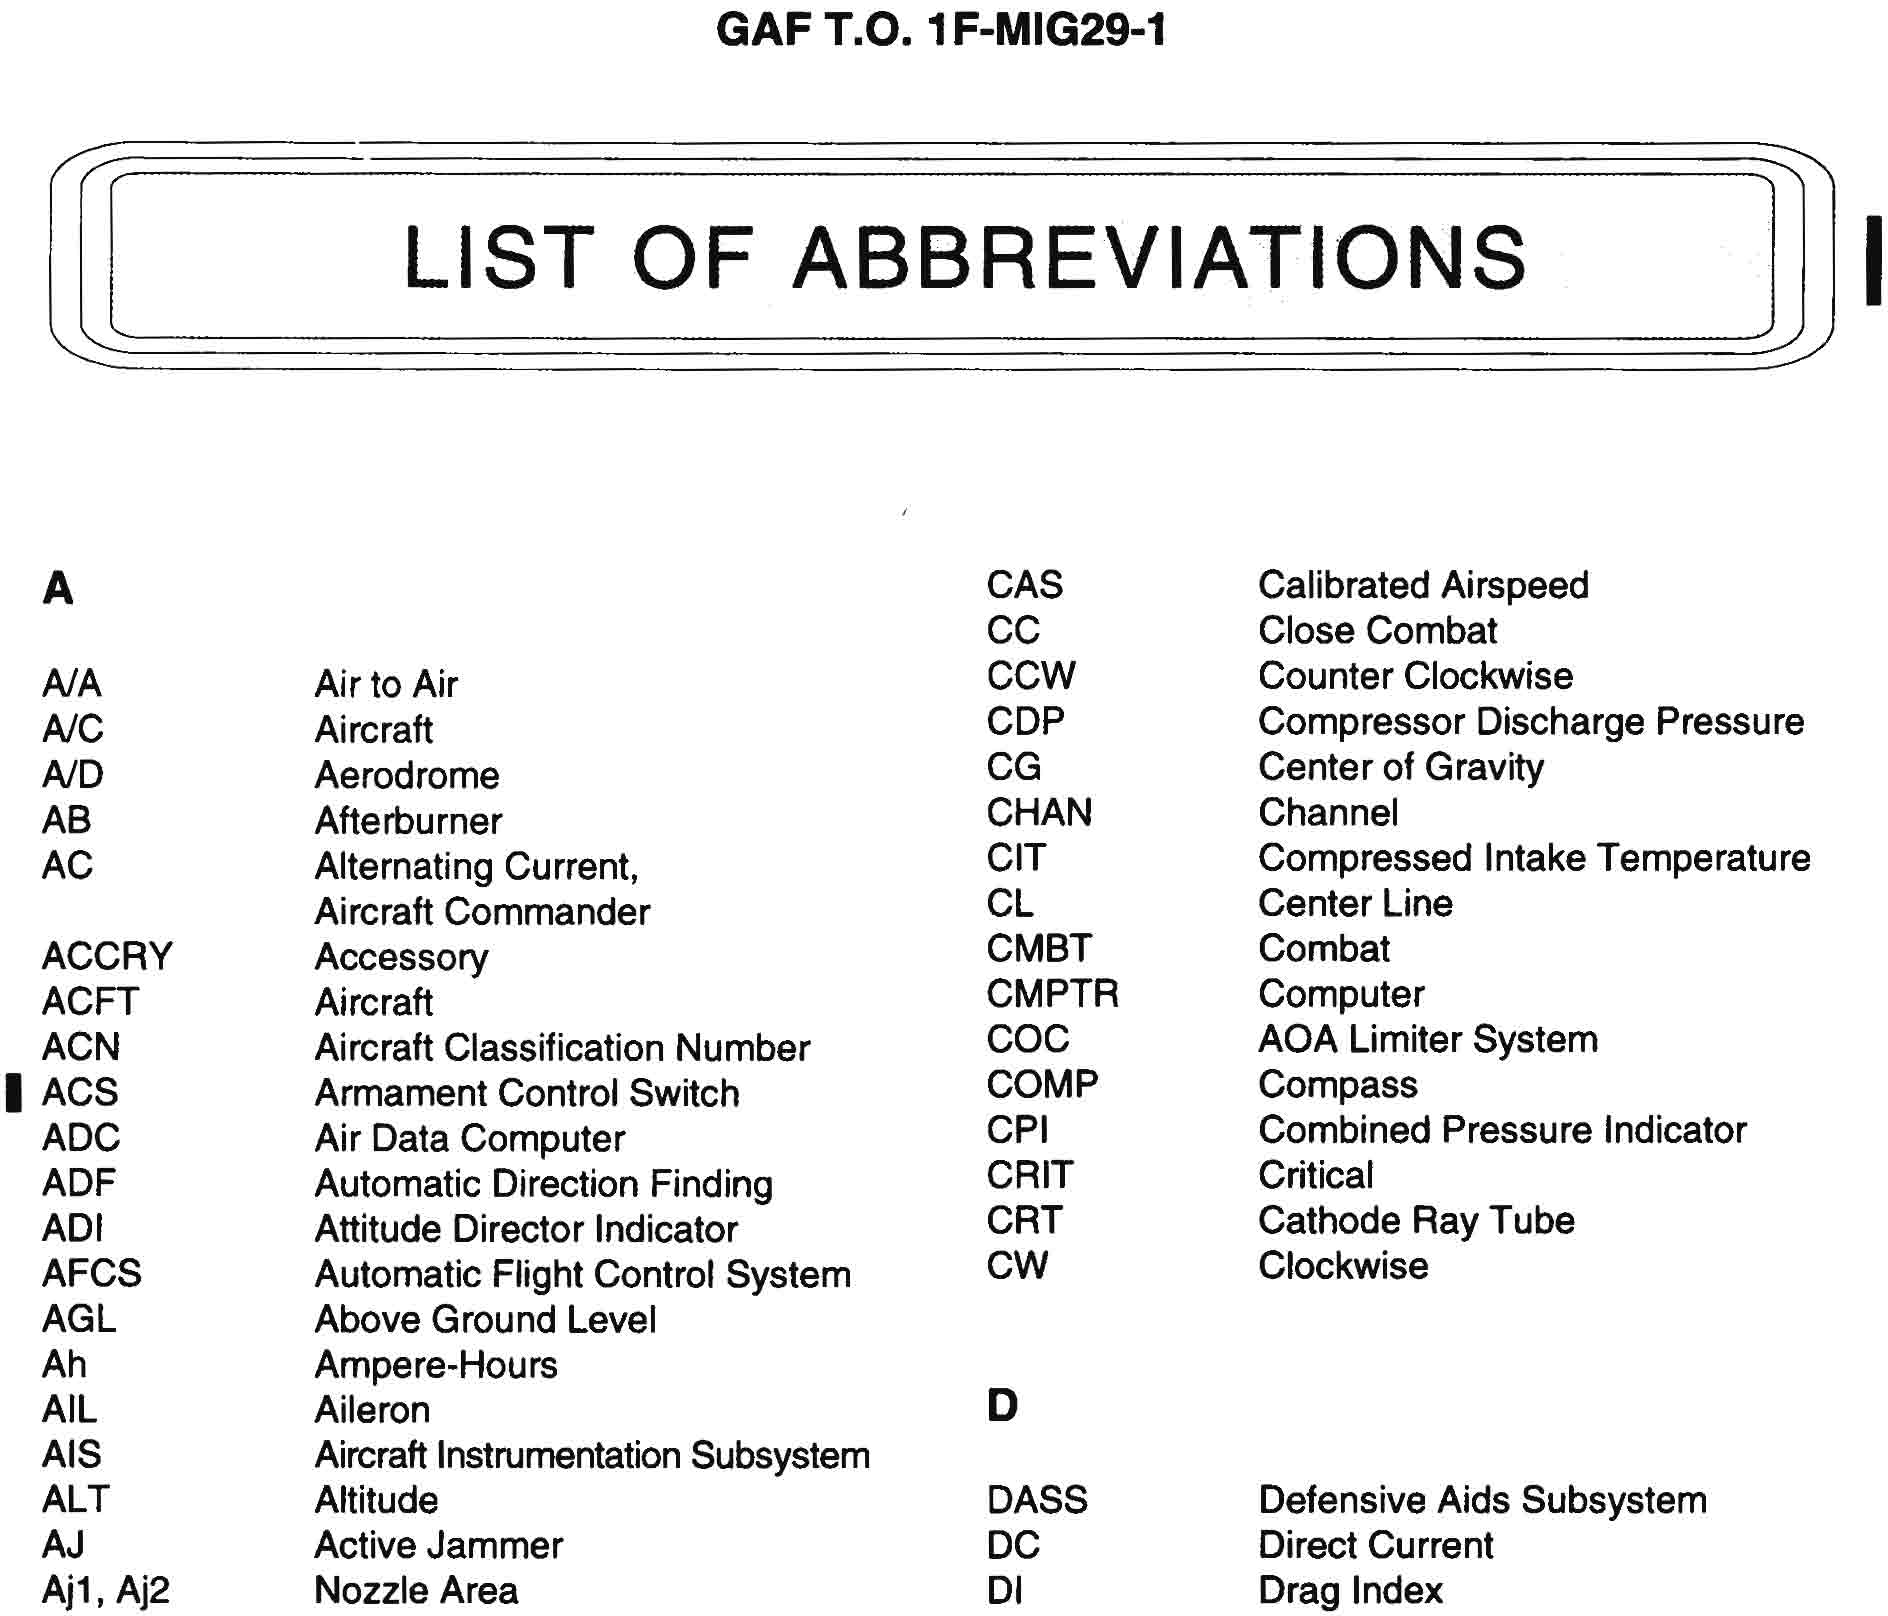 GAF T.O. 1F-MIG29-1
LIST OF ABBREVIATIONS
A
A/A Air to Air
A/C Aircraft
A/D Aerodrome
AB Afterburner
AC Alternating Current,
Aircraft Commander
ACCRY Accessory
ACFT Aircraft
ACN Aircraft Classification Number
ACS Armament Control Switch
ADC Air Data Computer
ADF Automatic Direction Finding
ADI Attitude Director Indicator
AFCS Automatic Flight Control System
AGL Above Ground Level
Ah Ampere-Hours
AIL Aileron
AIS Aircraft Instrumentation Subsystem
ALT Altitude
AJ Active Jammer
Aj1, Aj2 Nozzle Area
CAS Calibrated Airspeed
CC Close Combat
CCW Counter Clockwise
CDP Compressor Discharge Pressure
CG Center of Gravity
CHAN Channel
CIT Compressed Intake Temperature
CL Center Line
CMBT Combat
CMPTR Computer
COC AOA Limiter System
COMP Compass
CPI Combined Pressure Indicator
CRIT Critical
CRT Cathode Ray Tube
CW Clockwise
D
DASS Defensive Aids Subsystem
DC Direct Current
DI Drag Index